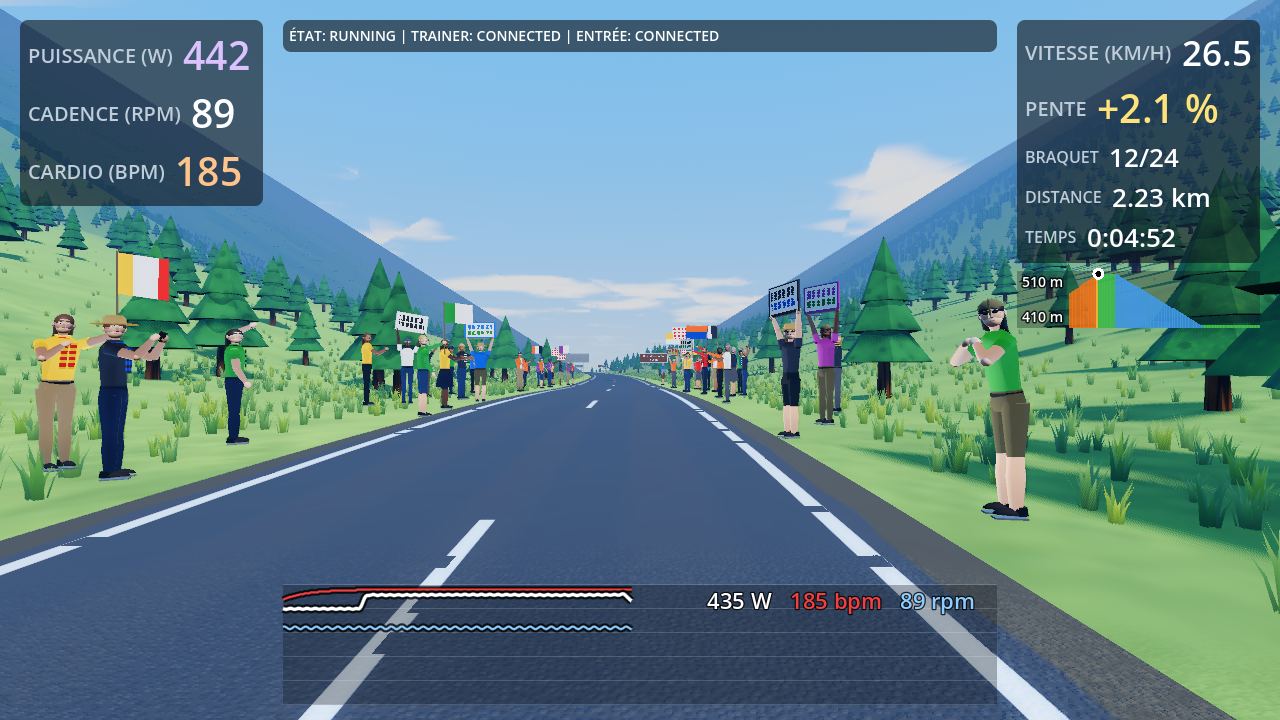 PUISSANCE (W) 442
CADENCE (RPM) 89
CARDIO (BPM) 185
ÉTAT: RUNNING | TRAINER: CONNECTED | ENTRÉE: CONNECTED
VITESSE (KM/H) 26.5
PENTE +2.1 %
BRAQUET 12/24
DISTANCE 2.23 km
TEMPS 0:04:52
510 m
410 m
435 W 185 bpm 89 rpm